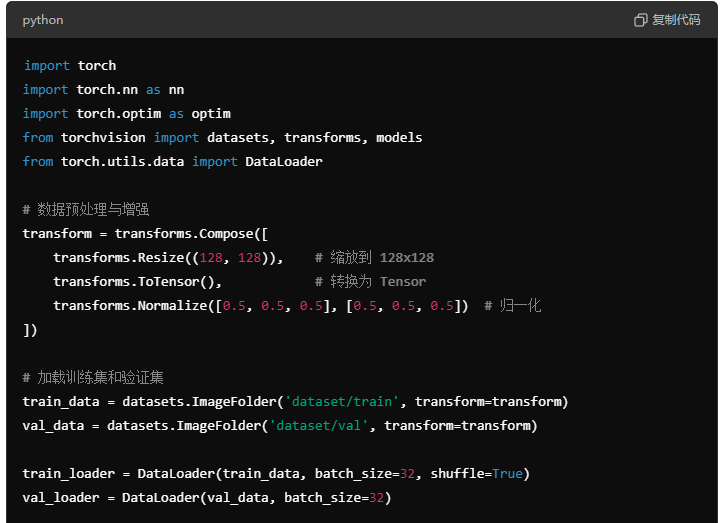 python
复制代码
import torch
import torch.nn as nn
import torch.optim as optim
from torchvision import datasets, transforms, models
from torch.utils.data import DataLoader
# 数据预处理与增强
transform = transforms.Compose([
    transforms.Resize((128, 128)),    # 缩放到 128x128
    transforms.ToTensor(),            # 转换为 Tensor
    transforms.Normalize([0.5, 0.5, 0.5], [0.5, 0.5, 0.5])  # 归一化
])
# 加载训练集和验证集
train_data = datasets.ImageFolder('dataset/train', transform=transform)
val_data = datasets.ImageFolder('dataset/val', transform=transform)
train_loader = DataLoader(train_data, batch_size=32, shuffle=True)
val_loader = DataLoader(val_data, batch_size=32)